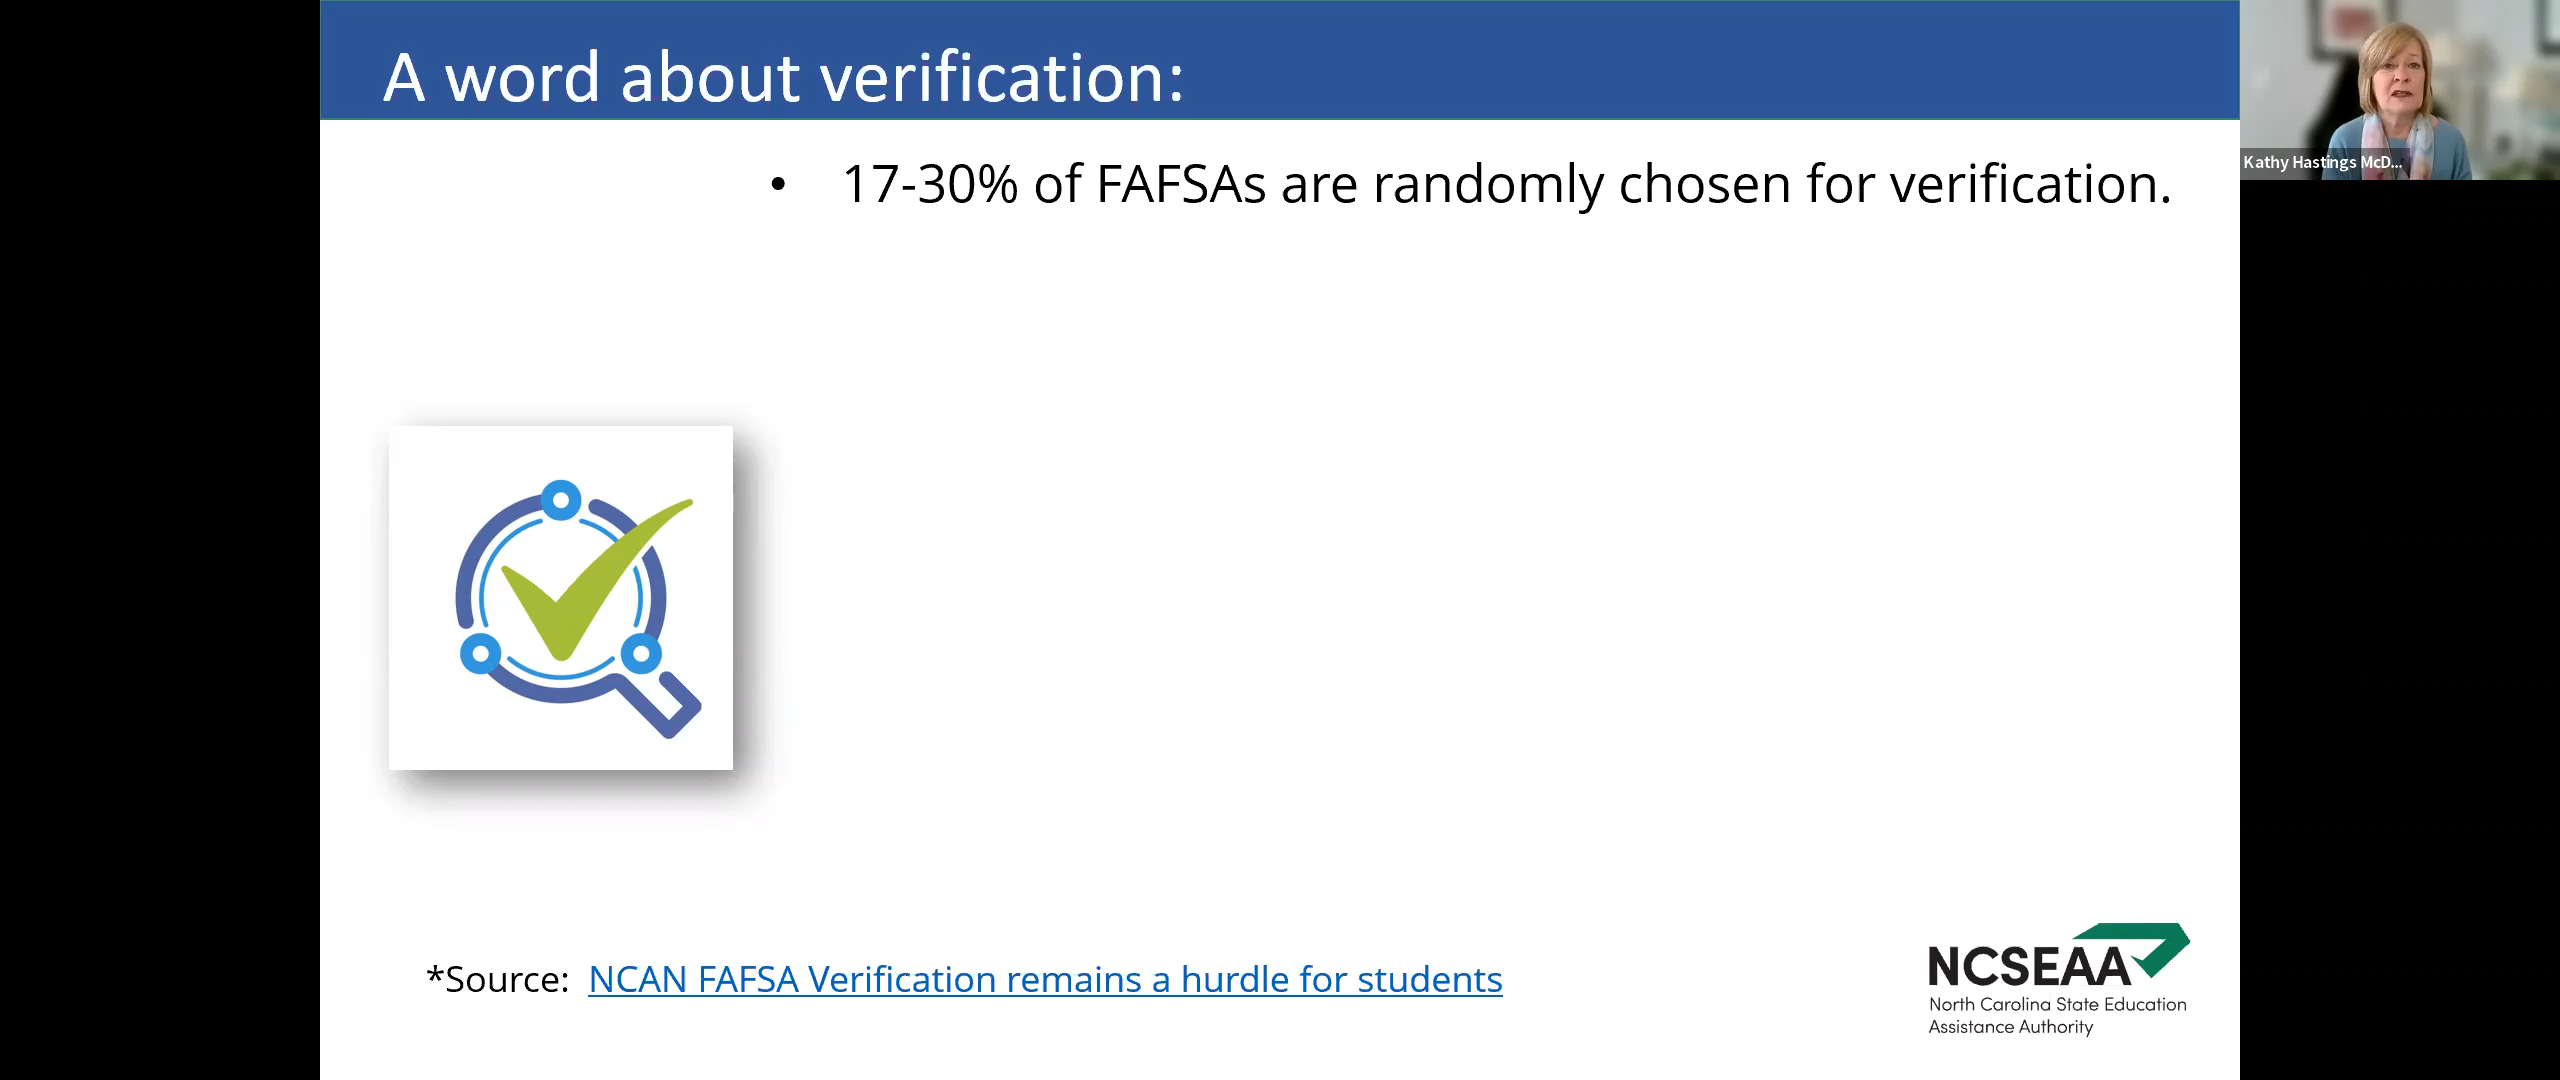 A word about verification:
• 17-30% of FAFSAs are randomly chosen for verification.
Kathy Hastings McD...
*Source: NCAN FAFSA Verification remains a hurdle for students
NCSEAA
North Carolina State Education
Assistance Authority